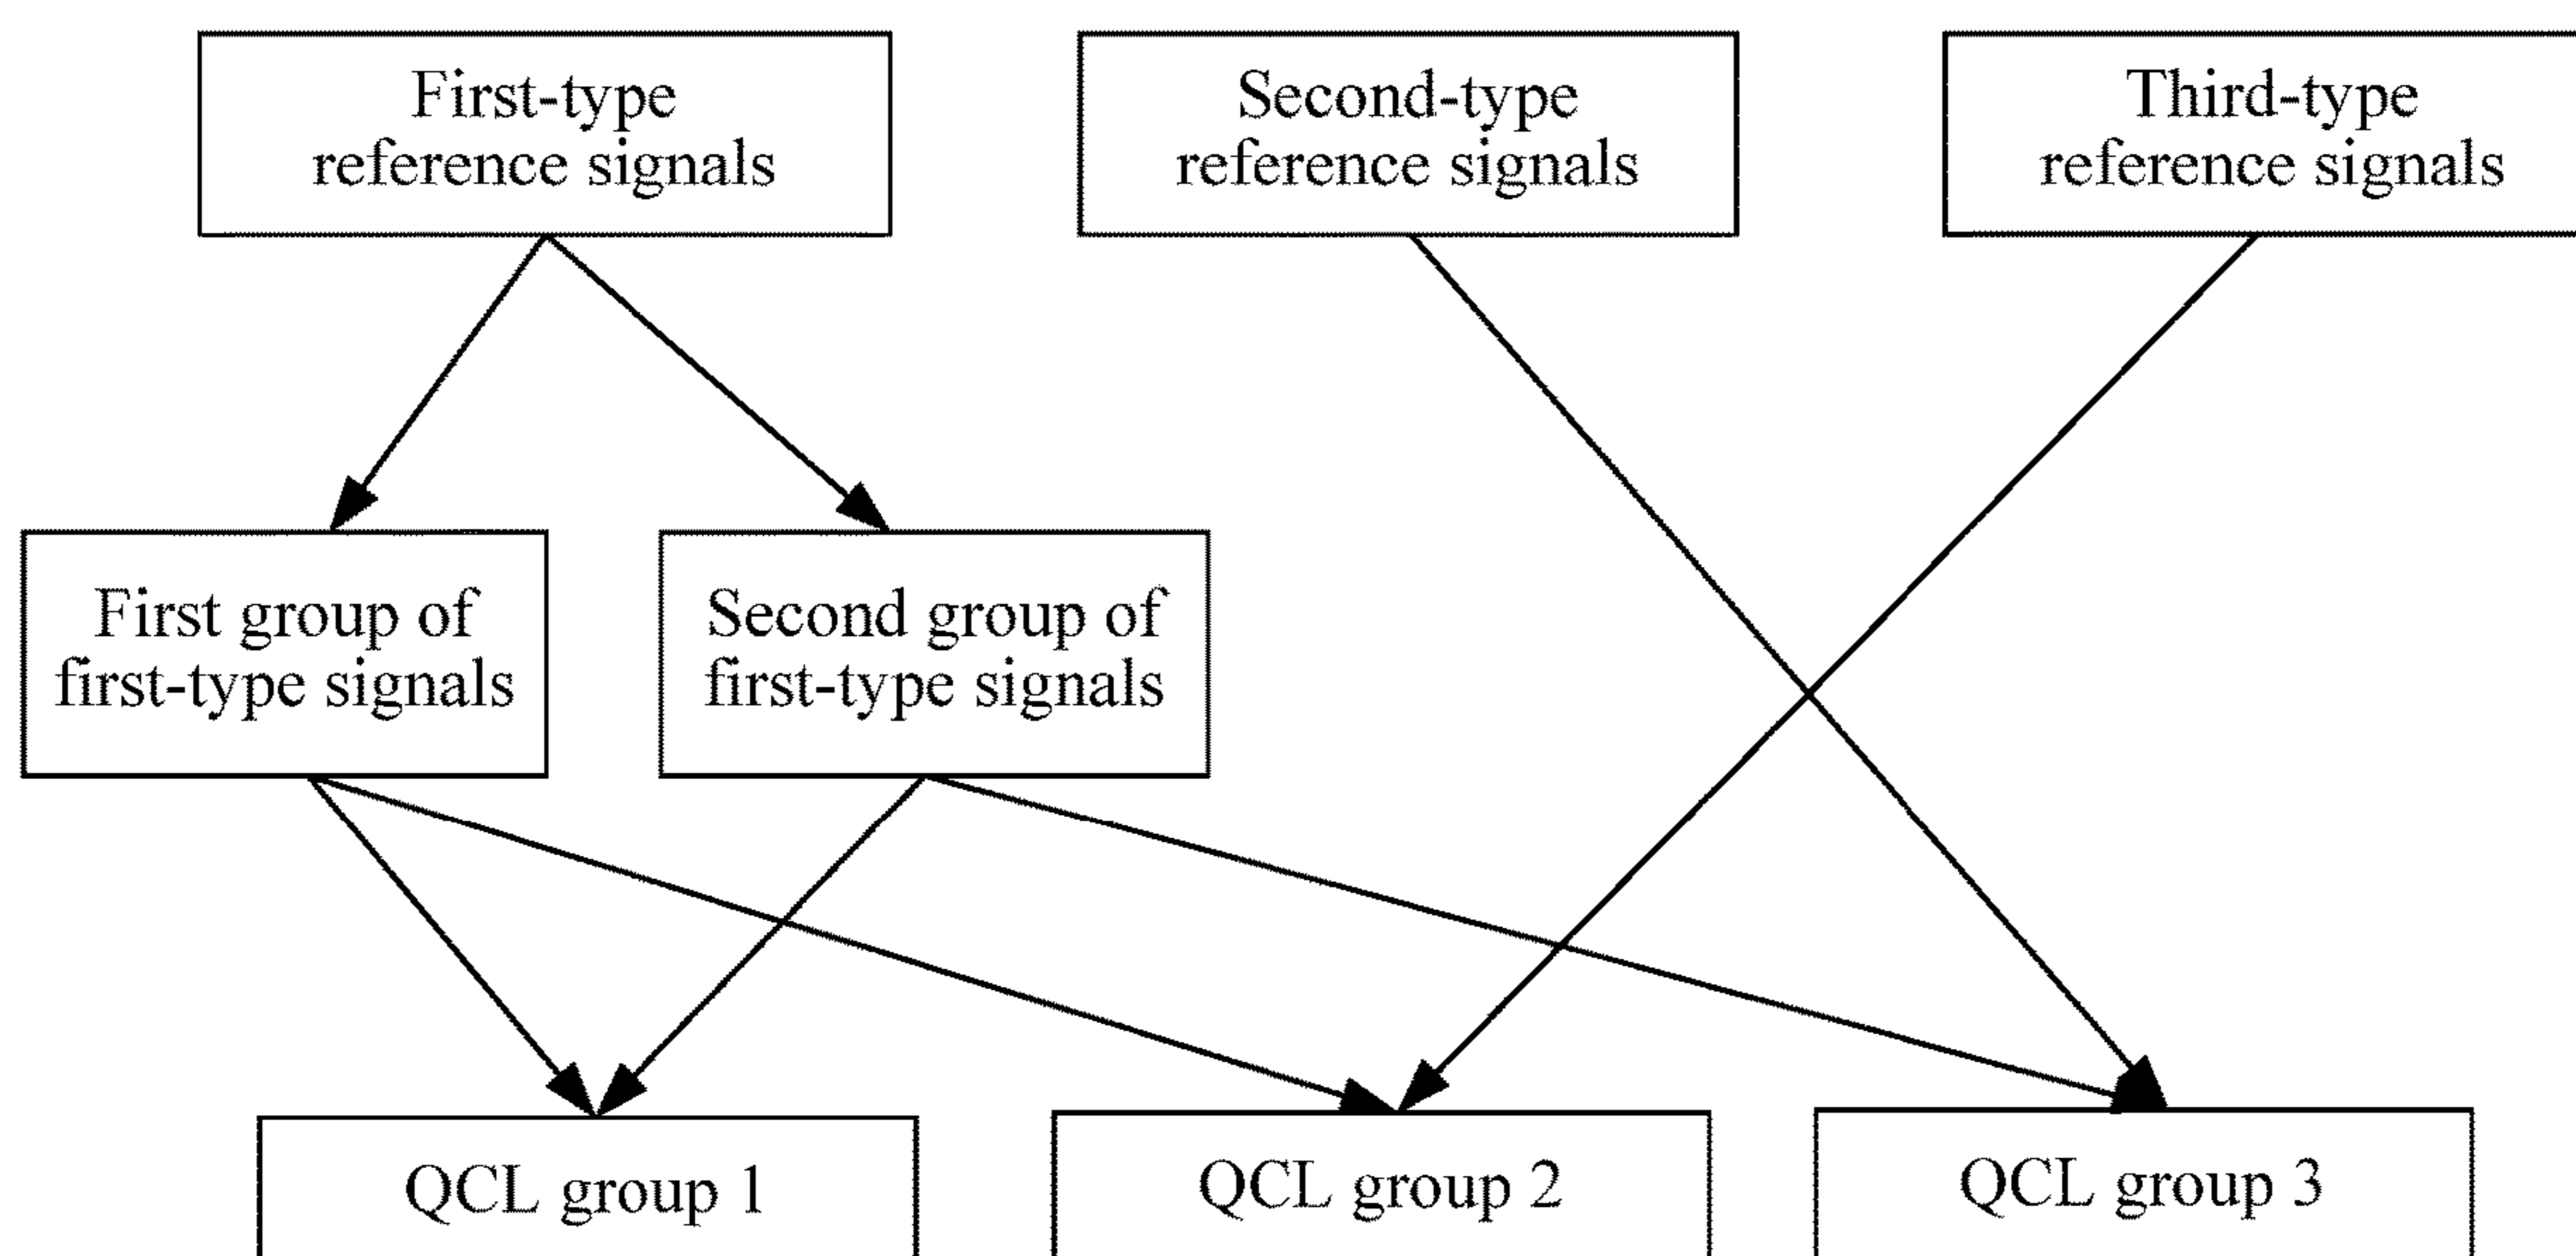 First-type
reference signals
Second-type
reference signals
Third-type
reference signals
First group of
first-type signals
Second group of
first-type signals
QCL group 1
QCL group 2
QCL group 3